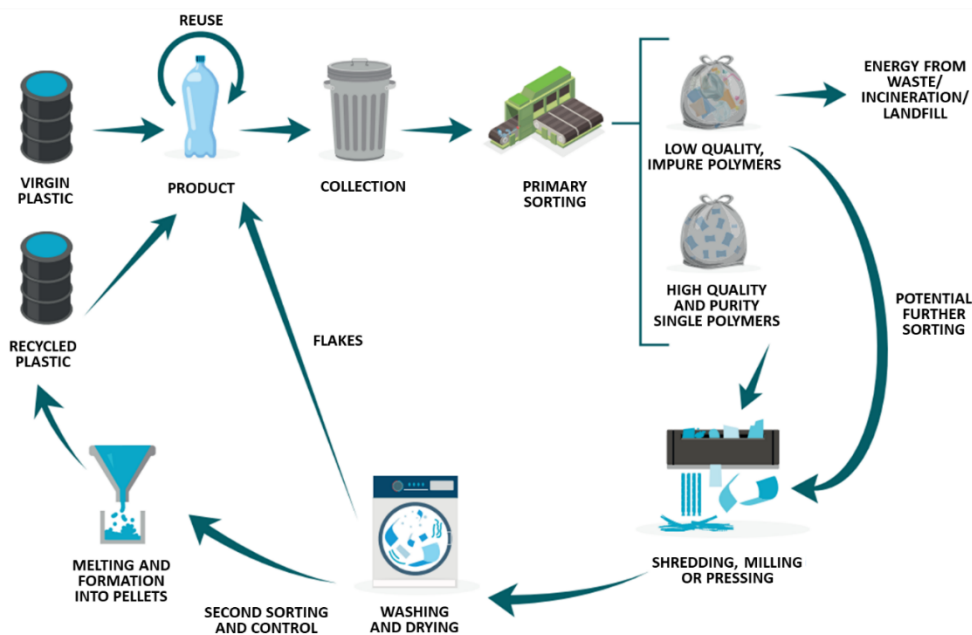 REUSE
VIRGIN
PLASTIC
PRODUCT
COLLECTION
PRIMARY
SORTING
LOW QUALITY,
IMPURE POLYMERS
ENERGY FROM
WASTE/
INCINERATION/
LANDFILL
HIGH QUALITY
AND PURITY
SINGLE POLYMERS
POTENTIAL
FURTHER
SORTING
RECYCLED
PLASTIC
FLAKES
MELTING AND
FORMATION
INTO PELLETS
SECOND SORTING
AND CONTROL
WASHING
AND DRYING
SHREDDING, MILLING
OR PRESSING